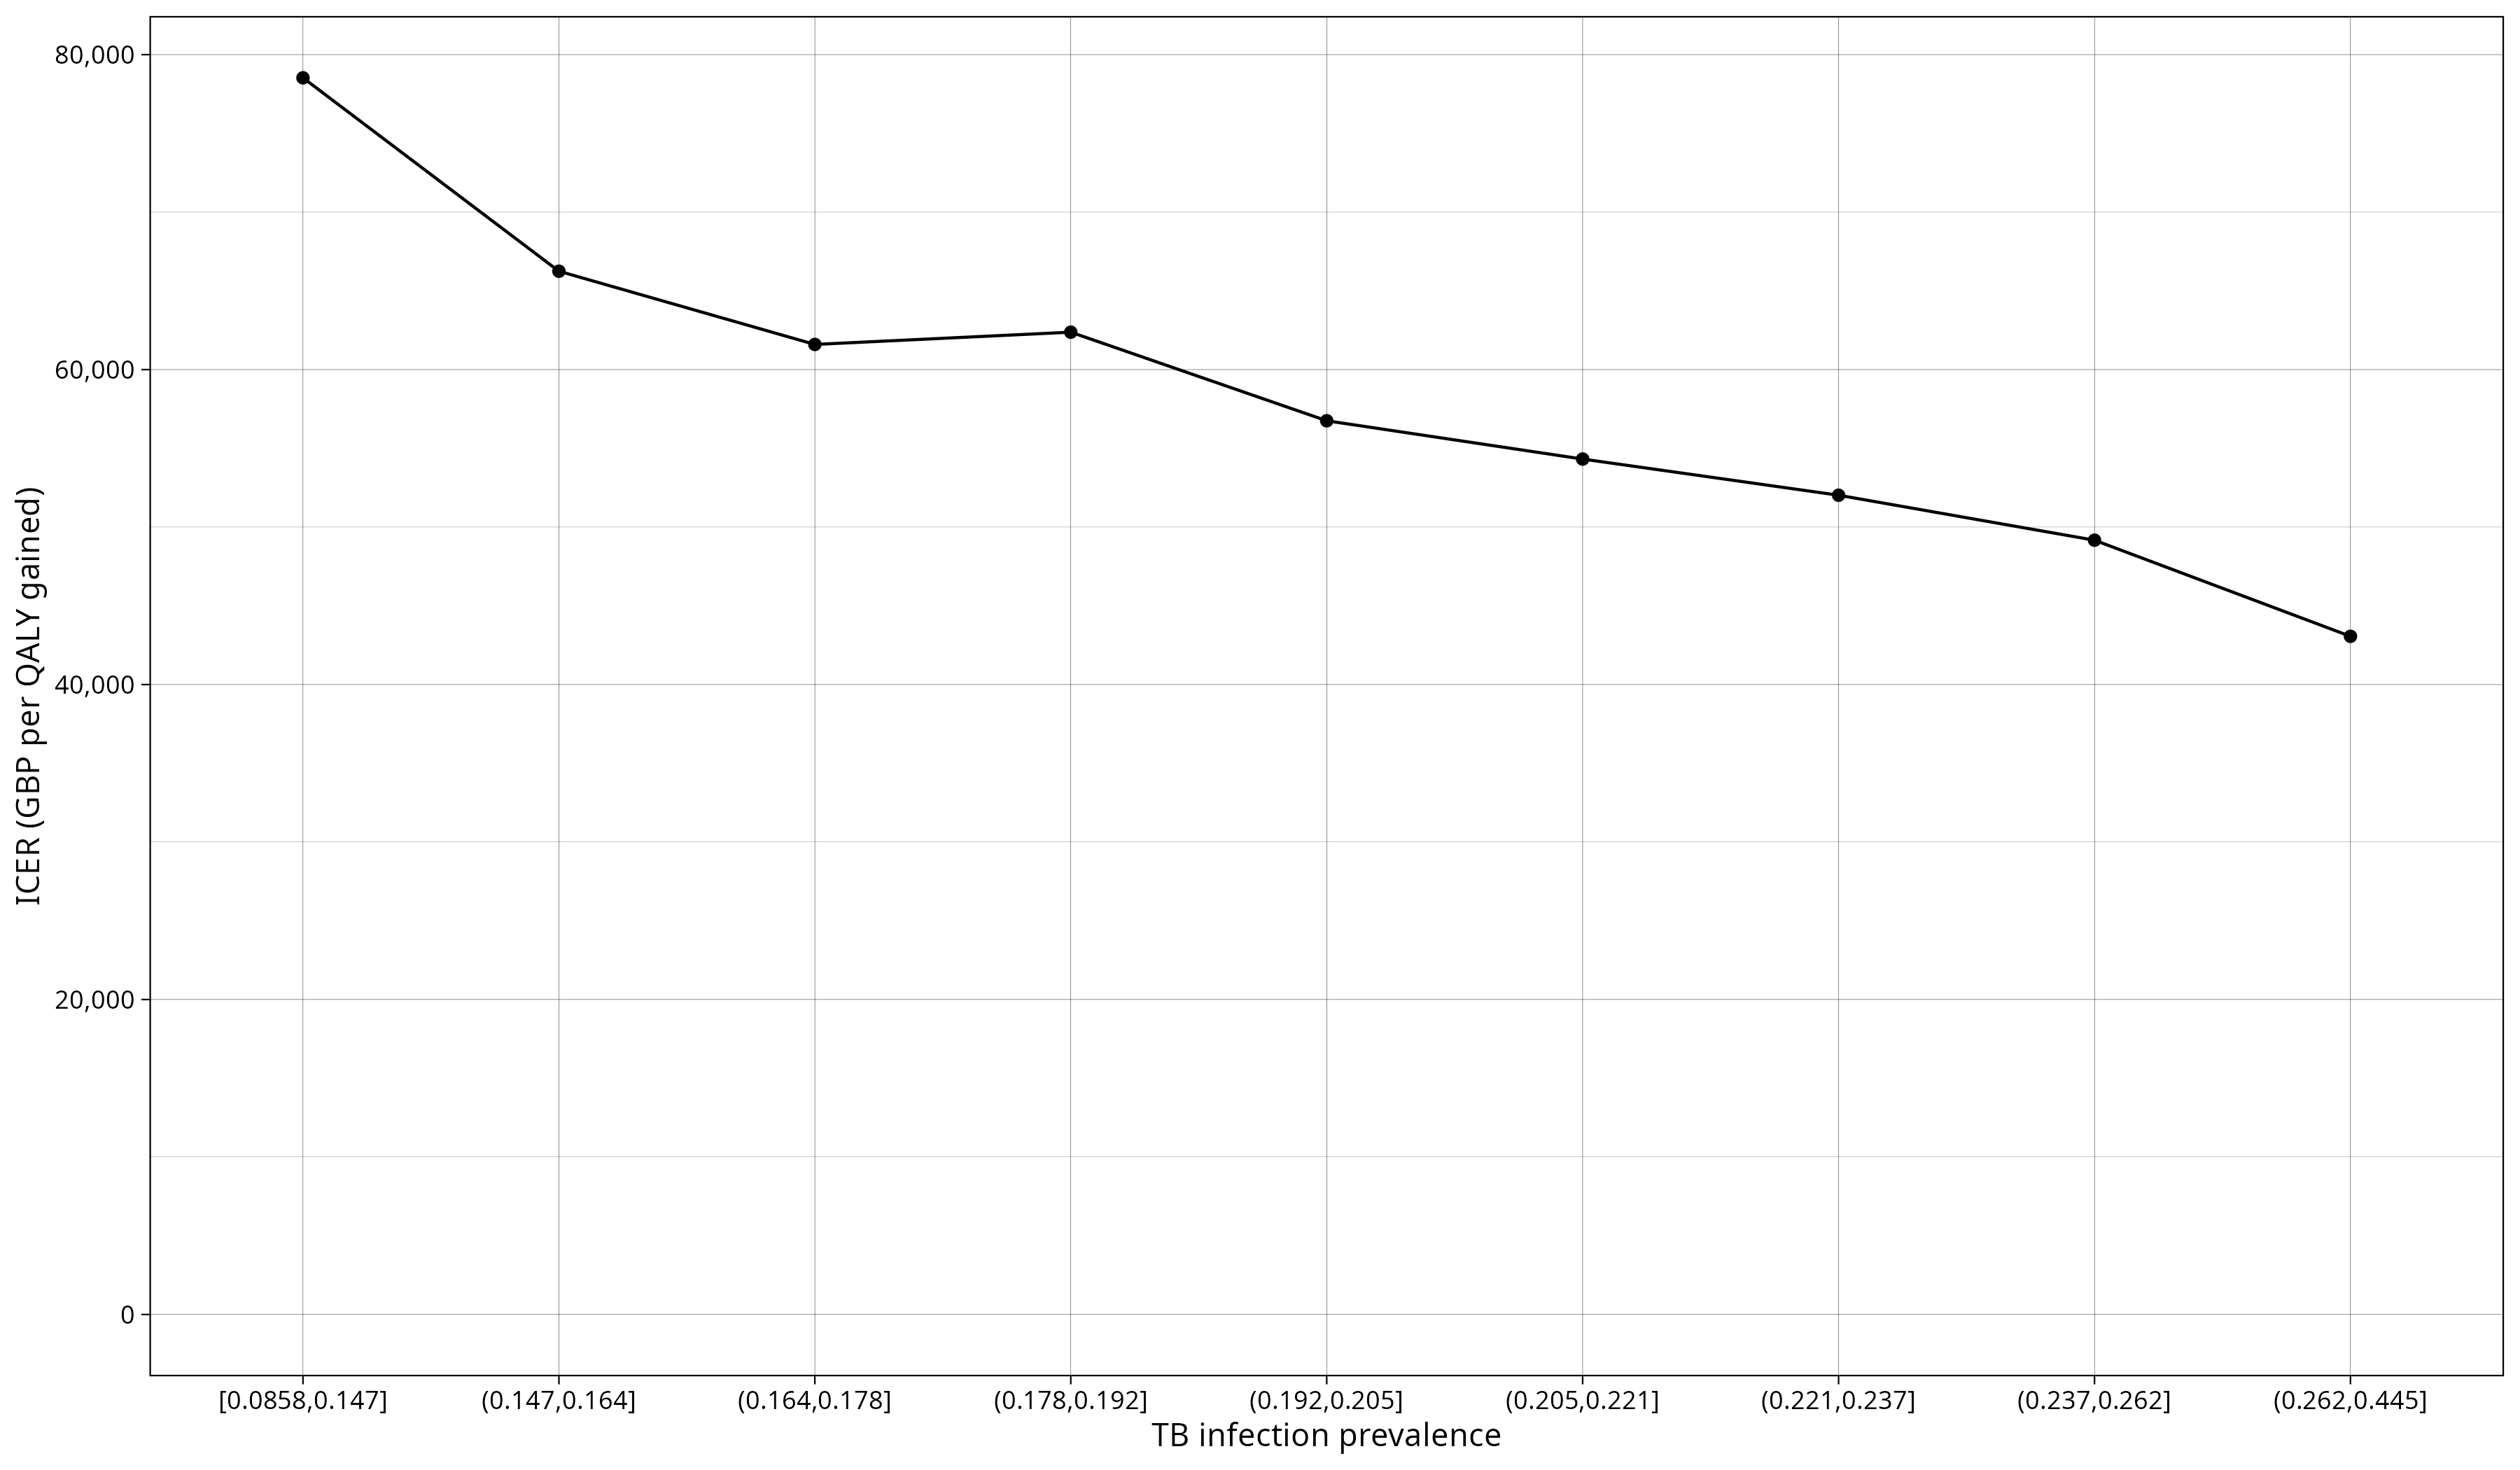 ICER (GBP per QALY gained)
80,000
60,000
40,000
20,000
0
[0.0858,0.147] (0.147,0.164] (0.164,0.178] (0.178,0.192] (0.192,0.205] (0.205,0.221] (0.221,0.237] (0.237,0.262] (0.262,0.445]
TB infection prevalence